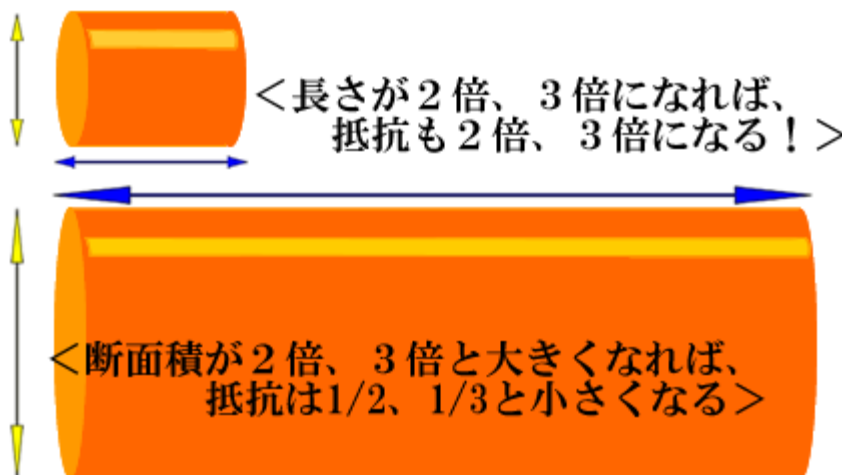 <長さが２倍、３倍になれば、
抵抗も２倍、３倍になる！>
<断面積が２倍、３倍と大きくなれば、
抵抗は1/2、1/3と小さくなる>